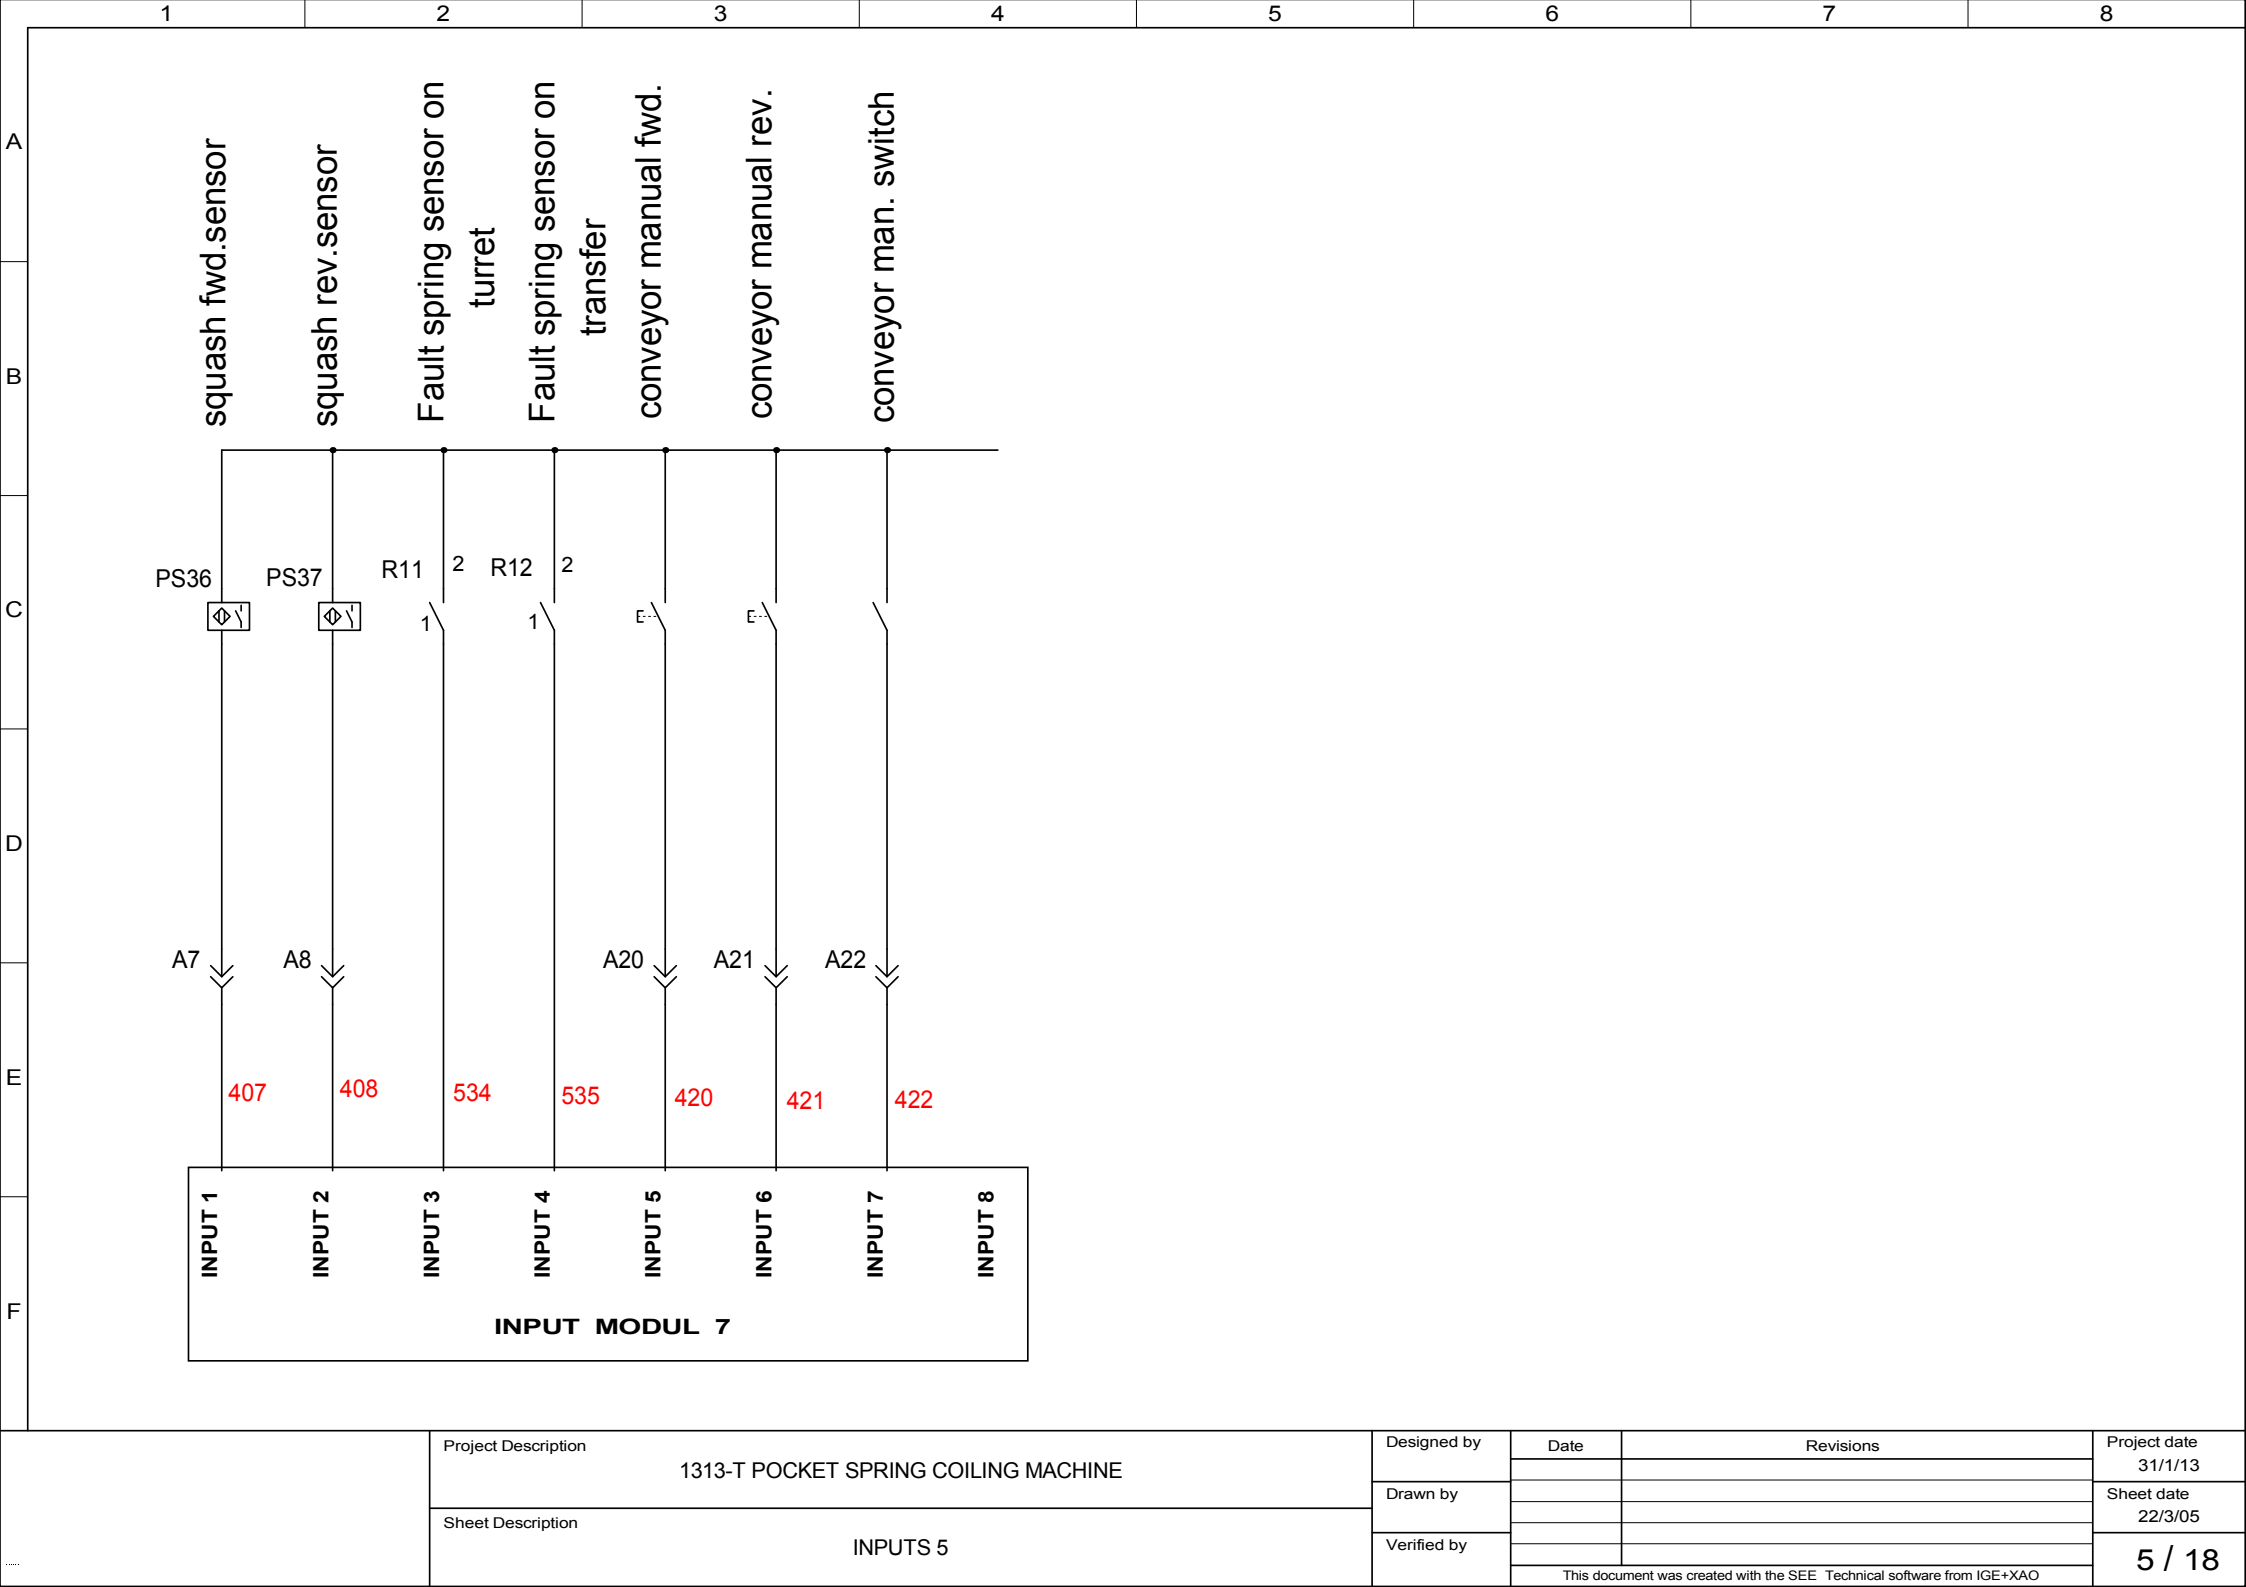 1 2 3 4 5 6 7 8
A
B
C
D
E
F
squash fwd.sensor
squash rev.sensor
Fault spring sensor on
turret
Fault spring sensor on
transfer
conveyor manual fwd.
conveyor manual rev.
conveyor man. switch
PS36
PS37
R11 2
1
R12 2
1
A7
A8
A20
A21
A22
407
408
534
535
420
421
422
INPUT 1
INPUT 2
INPUT 3
INPUT 4
INPUT 5
INPUT 6
INPUT 7
INPUT 8
INPUT MODUL 7
Project Description
1313-T POCKET SPRING COILING MACHINE
Sheet Description
INPUTS 5
Designed by
Drawn by
Verified by
Date
Revisions
This document was created with the SEE Technical software from IGE+XAO
Project date
31/1/13
Sheet date
22/3/05
5 / 18